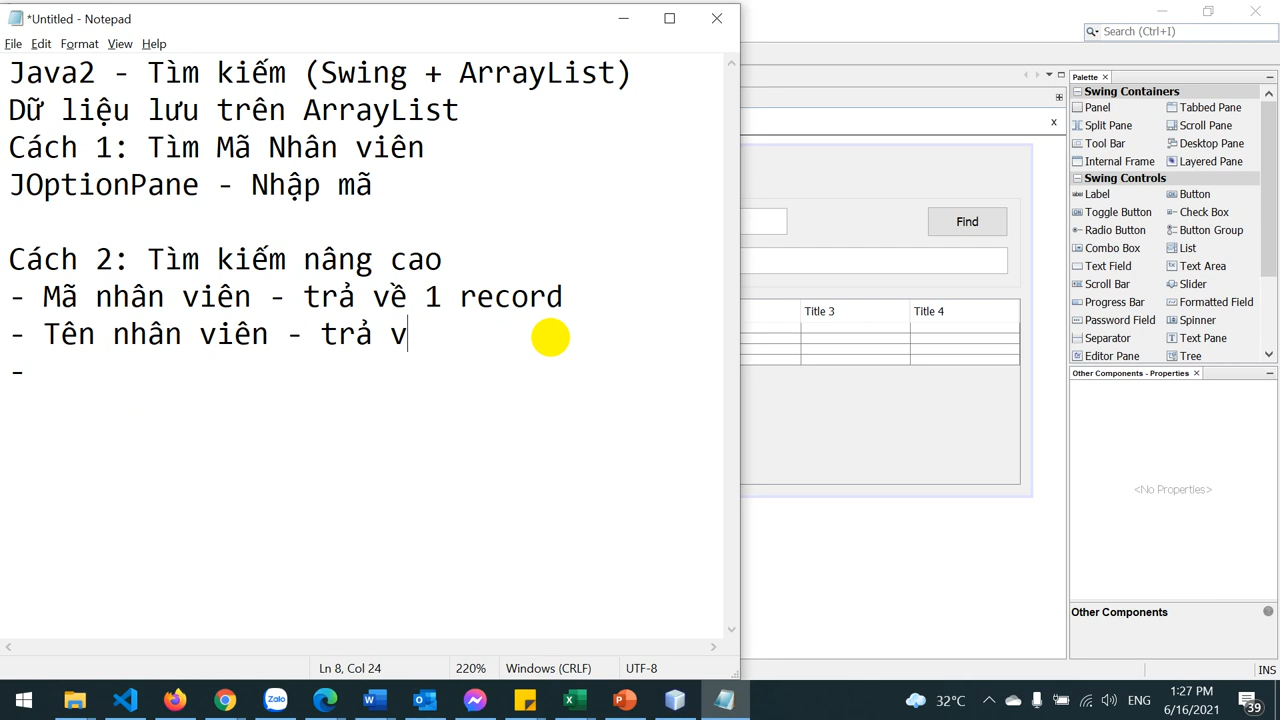 *Untitled - Notepad
File Edit Format View Help
Java2 - Tìm kiếm (Swing + ArrayList)
Dữ liệu lưu trên ArrayList
Cách 1: Tìm Mã Nhân viên
JOptionPane - Nhập mã
Cách 2: Tìm kiếm nâng cao
- Mã nhân viên - trả về 1 record
- Tên nhân viên - trả v
-
Ln 8, Col 24 220% Windows (CRLF) UTF-8
Search (Ctrl+I)
x
Find
Title 3 Title 4
Palette x
Swing Containers
Panel Tabbed Pane
Split Pane Scroll Pane
Tool Bar Desktop Pane
Internal Frame Layered Pane
Swing Controls
Label Button
Toggle Button Check Box
Radio Button Button Group
Combo Box List
Text Field Text Area
Scroll Bar Slider
Progress Bar Formatted Field
Password Field Spinner
Separator Text Pane
Editor Pane Tree
Other Components - Properties x
<No Properties>
Other Components
INS
32°C ENG 1:27 PM
6/16/2021
39